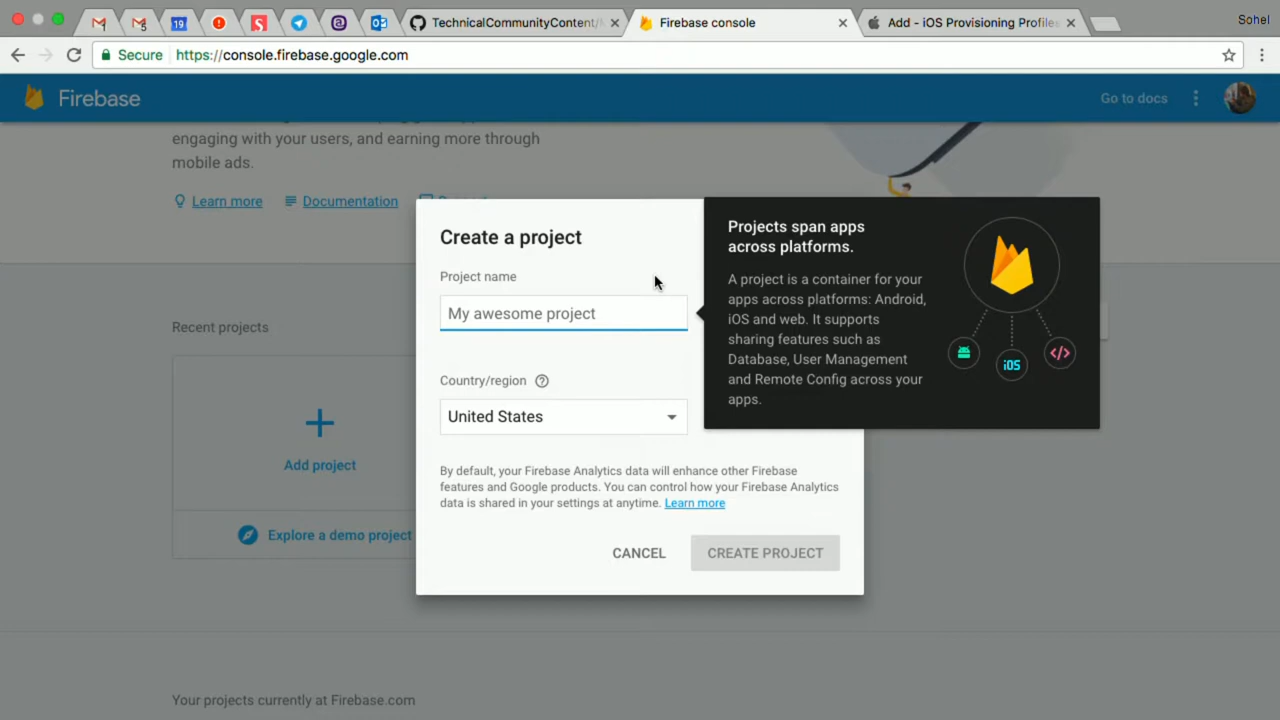 Sohel
19
TechnicalCommunityContent/
Firebase console
Add - iOS Provisioning Profiles
Secure
https://console.firebase.google.com
Firebase
Go to docs
engaging with your users, and earning more through
mobile ads.
Learn more
Documentation
Create a project
Project name
My awesome project
Country/region
United States
By default, your Firebase Analytics data will enhance other Firebase
features and Google products. You can control how your Firebase Analytics
data is shared in your settings at anytime. Learn more
CANCEL
CREATE PROJECT
Projects span apps
across platforms.
A project is a container for your
apps across platforms: Android,
iOS and web. It supports
sharing features such as
Database, User Management
and Remote Config across your
apps.
iOS
</>
Recent projects
Add project
Explore a demo project
Your projects currently at Firebase.com